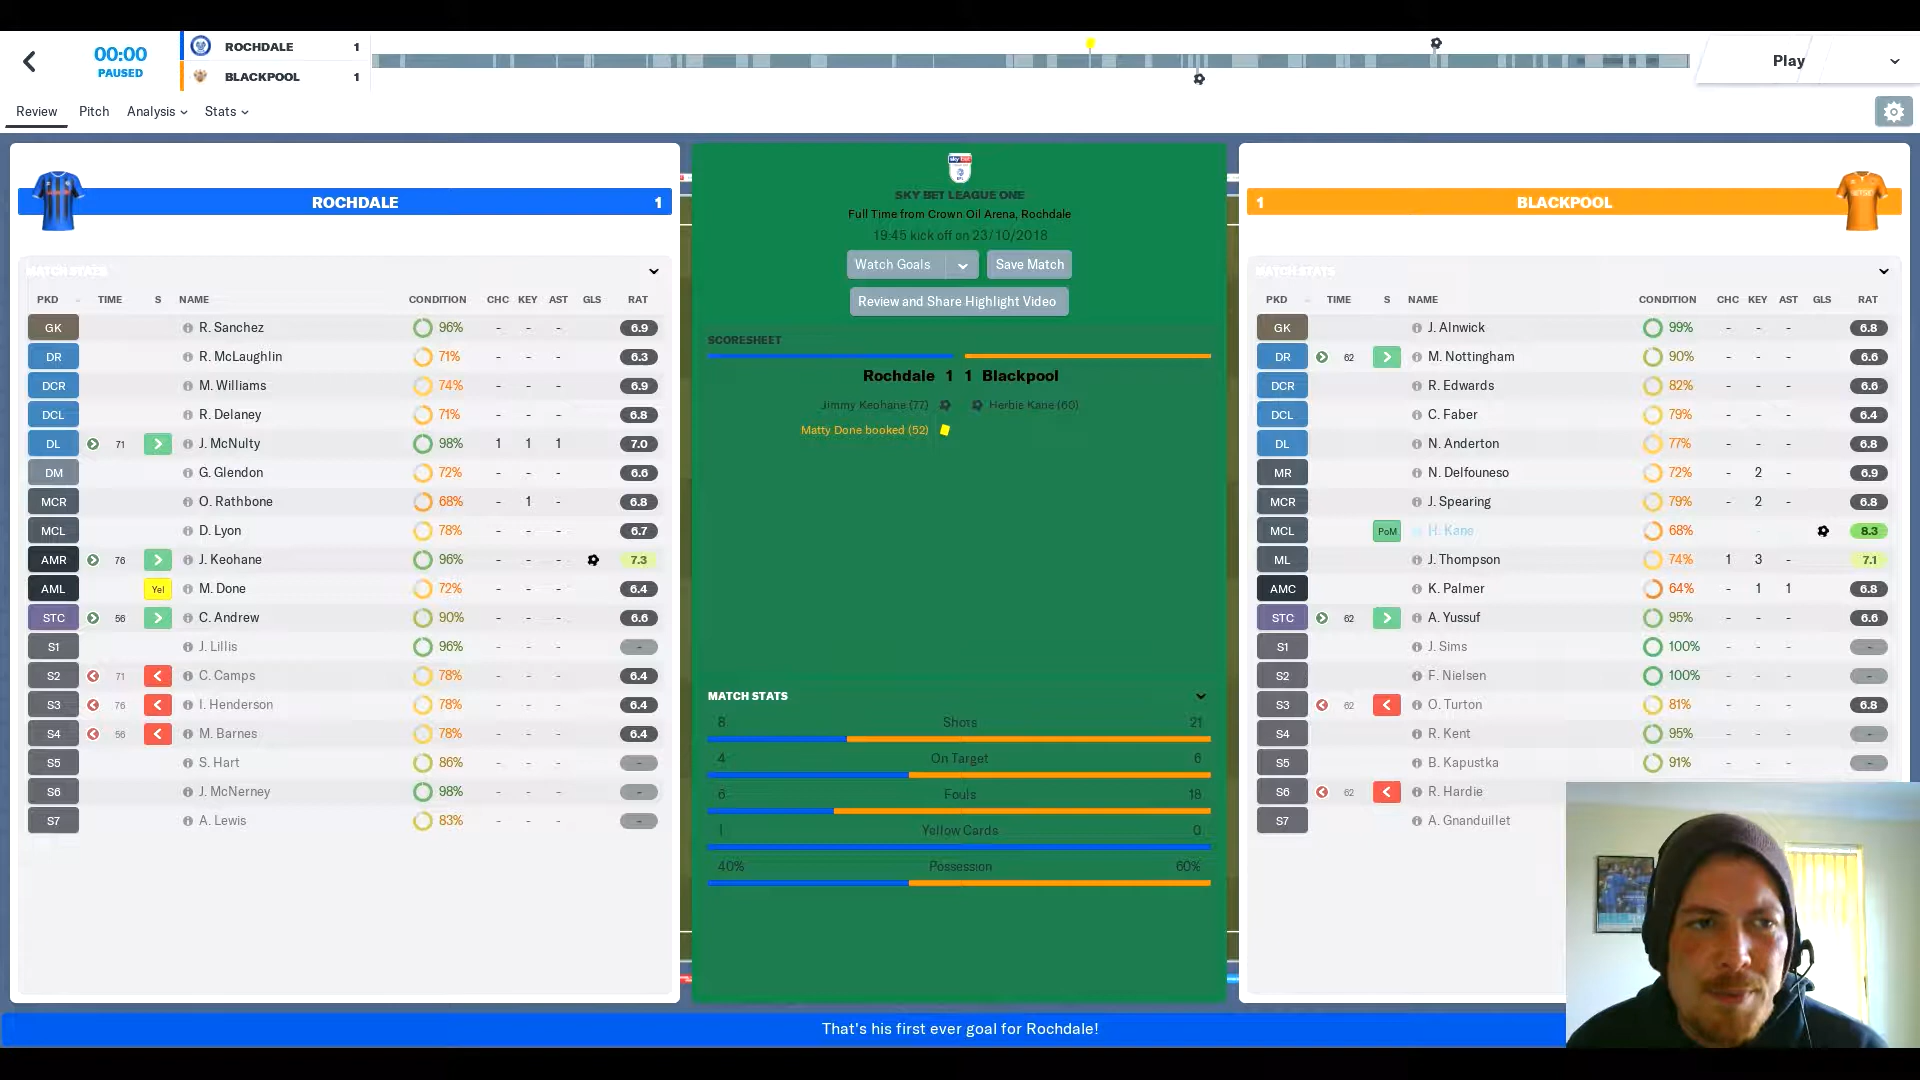 00:00
PAUSED
ROCHDALE 1
BLACKPOOL 1
Play
Review Pitch Analysis Stats
ROCHDALE 1
MATCH STATS
PKD TIME S NAME CONDITION CHC KEY AST GLS RAT
GK R. Sanchez 96% - - - 6.9
DR R. McLaughlin 71% - - - 6.3
DCR M. Williams 74% - - - 6.9
DCL R. Delaney 71% - - - 6.8
DL 71 J. McNulty 98% 1 1 1 7.0
DM G. Glendon 72% - - - 6.6
MCR O. Rathbone 68% - 1 - 6.8
MCL D. Lyon 78% - - - 6.7
AMR 76 J. Keohane 96% - - - 7.3
AML Yel M. Done 72% - - - 6.4
STC 56 C. Andrew 90% - - - 6.6
S1 J. Lillis 96% - - - -
S2 71 C. Camps 78% - - - 6.4
S3 76 I. Henderson 78% - - - 6.4
S4 56 M. Barnes 78% - - - 6.4
S5 S. Hart 86% - - - -
S6 J. McNerney 98% - - - -
S7 A. Lewis 83% - - - -
SKY BET LEAGUE ONE
Full Time from Crown Oil Arena, Rochdale
19:45 kick off on 23/10/2018
Watch Goals Save Match
Review and Share Highlight Video
SCORESHEET
Rochdale 1 1 Blackpool
Jimmy Keohane (77) Herbie Kane (60)
Matty Done booked (52)
MATCH STATS
8 Shots 21
4 On Target 6
6 Fouls 18
1 Yellow Cards 0
40% Possession 60%
1 BLACKPOOL
MATCH STATS
PKD TIME S NAME CONDITION CHC KEY AST GLS RAT
GK J. Alnwick 99% - - - 6.8
DR 62 M. Nottingham 90% - - - 6.6
DCR R. Edwards 82% - - - 6.6
DCL C. Faber 79% - - - 6.4
DL N. Anderton 77% - - - 6.8
MR N. Delfouneso 72% - 2 - 6.9
MCR J. Spearing 79% - 2 - 6.8
MCL PoM H. Kane 68% - - - 8.3
ML J. Thompson 74% 1 3 - 7.1
AMC K. Palmer 64% - 1 1 6.8
STC 62 A. Yussuf 95% - - - 6.6
S1 J. Sims 100% - - - -
S2 F. Nielsen 100% - - - -
S3 62 O. Turton 81% - - - 6.8
S4 R. Kent 95% - - - -
S5 B. Kapustka 91% - - - -
S6 62 R. Hardie
S7 A. Gnanduillet
That's his first ever goal for Rochdale!